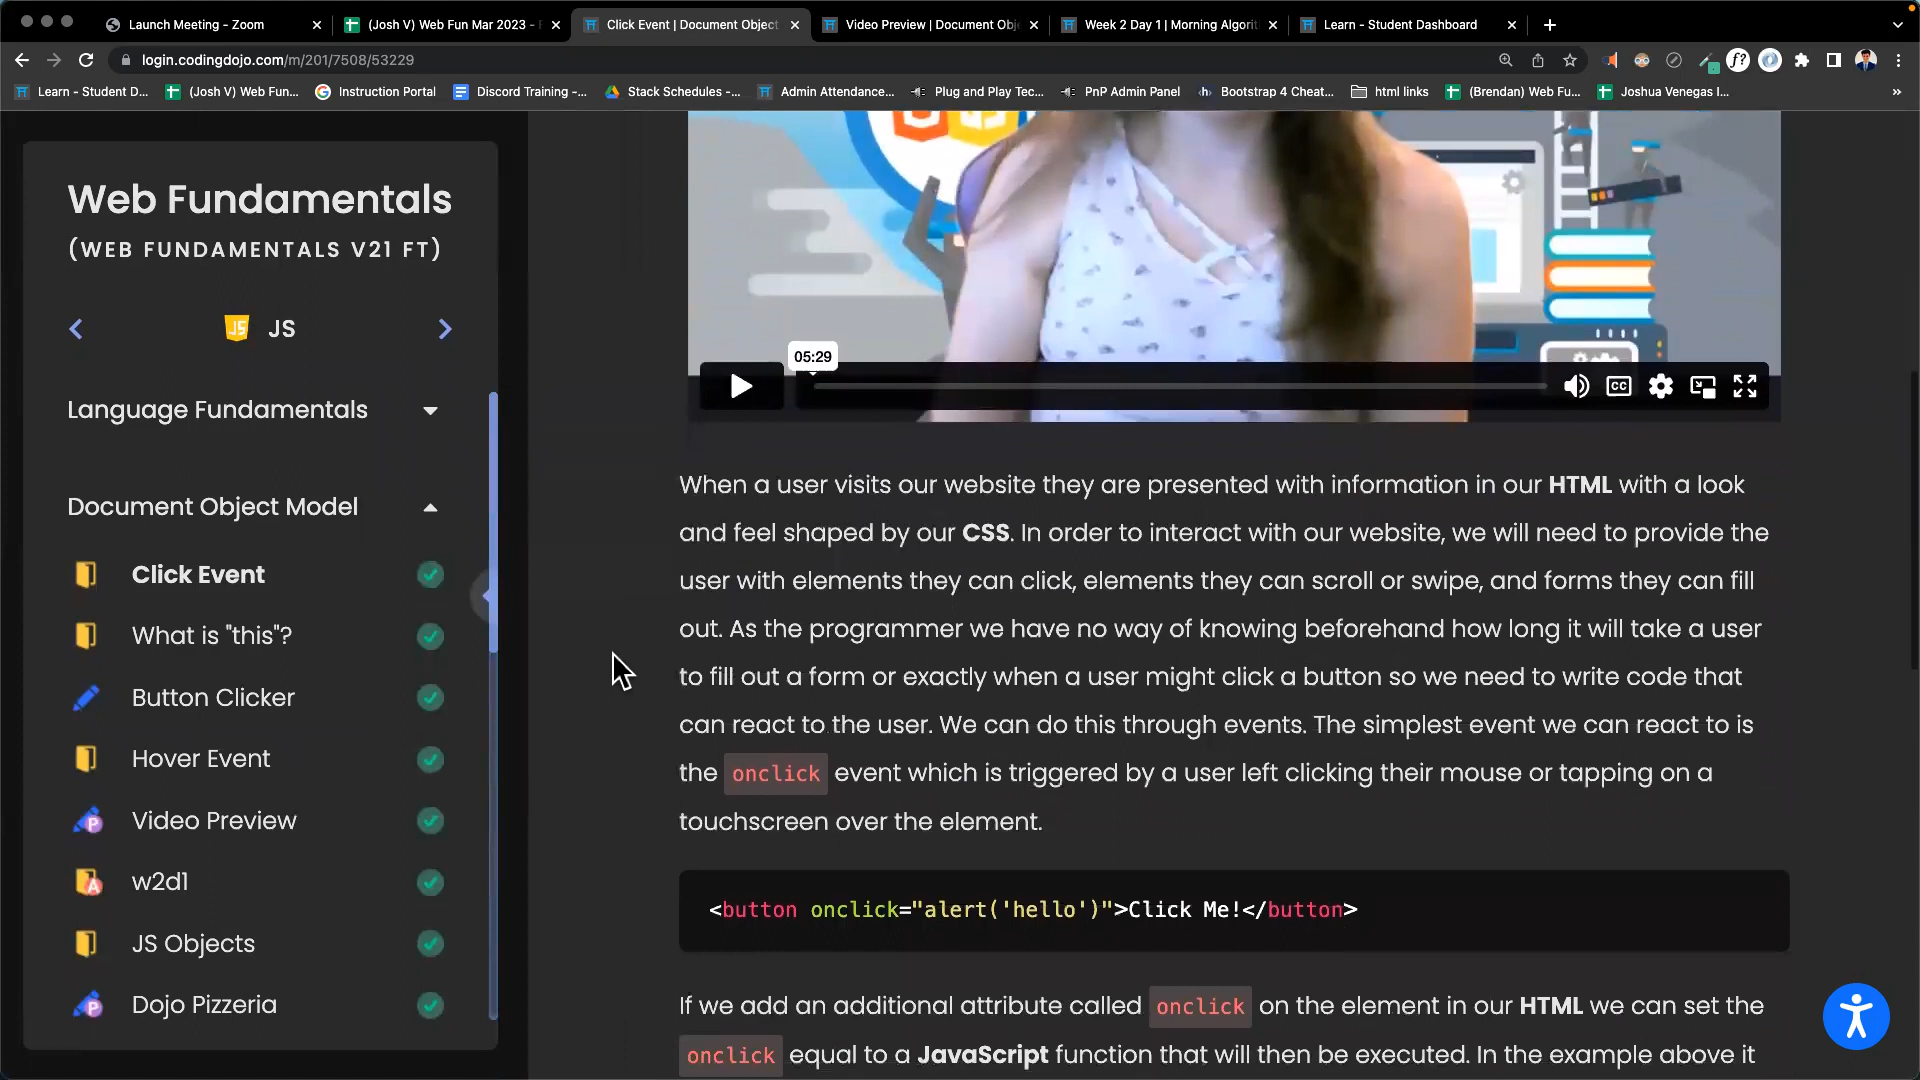 Launch Meeting - Zoom
(Josh V) Web Fun Mar 2023 -
Click Event | Document Object
Video Preview | Document Obj
Week 2 Day 1 | Morning Algorit
Learn - Student Dashboard
login.codingdojo.com/m/201/7508/53229
Learn - Student D...
(Josh V) Web Fun...
Instruction Portal
Discord Training -...
Stack Schedules -...
Admin Attendance...
Plug and Play Tec...
PnP Admin Panel
Bootstrap 4 Cheat...
html links
(Brendan) Web Fu...
Joshua Venegas I...
Web Fundamentals
(WEB FUNDAMENTALS V21 FT)
JS JS
Language Fundamentals
Document Object Model
Click Event
What is "this"?
Button Clicker
Hover Event
Video Preview
w2d1
JS Objects
Dojo Pizzeria
05:29
CC
When a user visits our website they are presented with information in our HTML with a look
and feel shaped by our CSS. In order to interact with our website, we will need to provide the
user with elements they can click, elements they can scroll or swipe, and forms they can fill
out. As the programmer we have no way of knowing beforehand how long it will take a user
to fill out a form or exactly when a user might click a button so we need to write code that
can react to the user. We can do this through events. The simplest event we can react to is
the onclick event which is triggered by a user left clicking their mouse or tapping on a
touchscreen over the element.
<button onclick="alert('hello')">Click Me!</button>
If we add an additional attribute called onclick on the element in our HTML we can set the
onclick equal to a JavaScript function that will then be executed. In the example above it